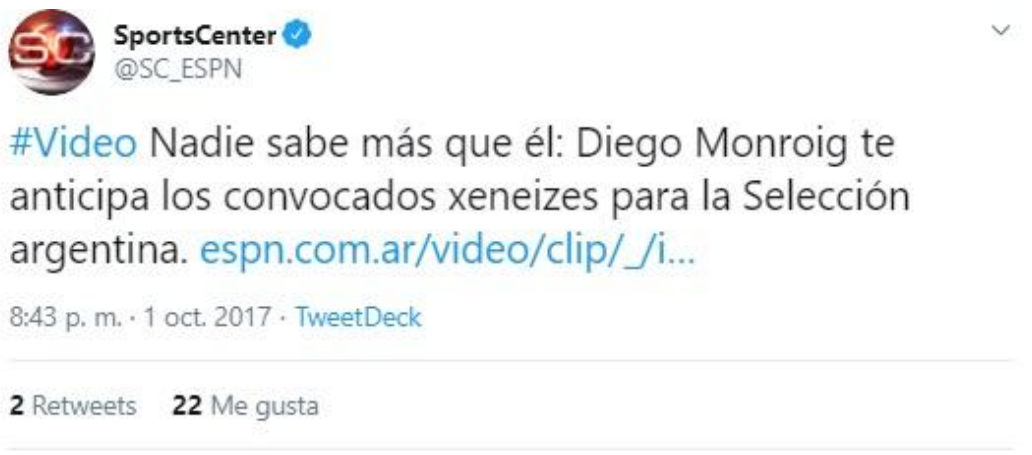 SC
SportsCenter
@SC_ESPN
#Video Nadie sabe más que él: Diego Monroig te
anticipa los convocados xeneizes para la Selección
argentina. espn.com.ar/video/clip/_/i...
8:43 p. m. · 1 oct. 2017 · TweetDeck
2 Retweets 22 Me gusta